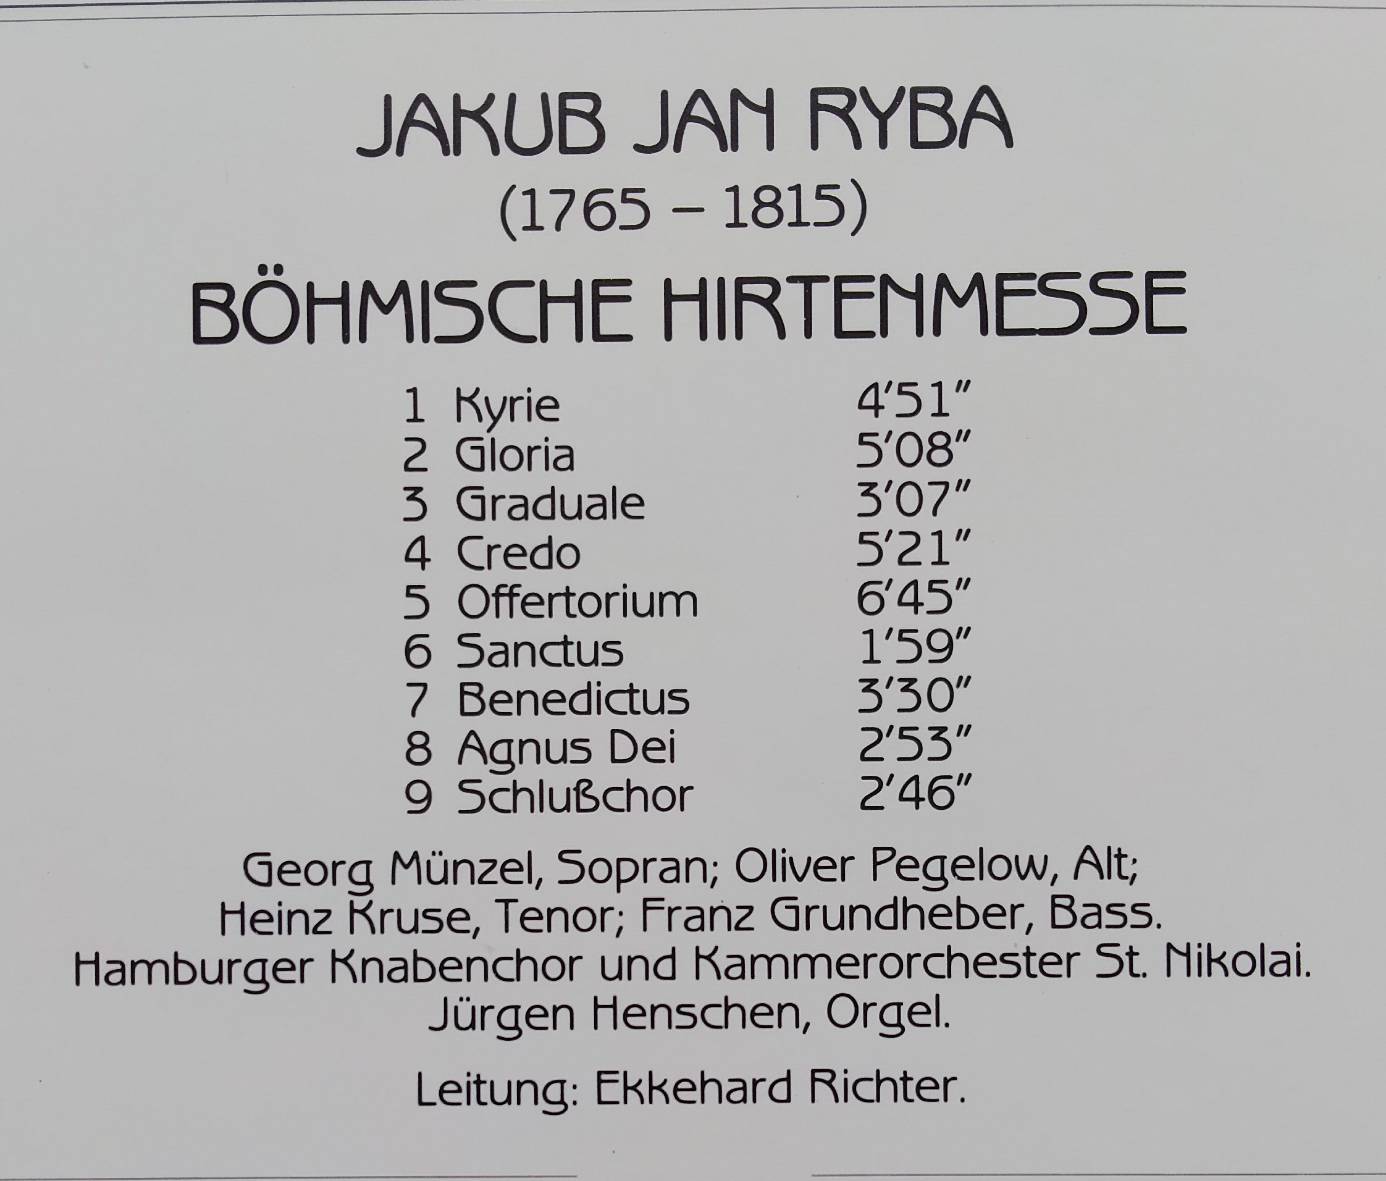 JAKUB JAN RYBA
(1765 – 1815)
BÖHMISCHE HIRTENMESSE
1 Kyrie 4'51"
2 Gloria 5'08"
3 Graduale 3'07"
4 Credo 5'21"
5 Offertorium 6'45"
6 Sanctus 1'59"
7 Benedictus 3'30"
8 Agnus Dei 2'53"
9 Schlußchor 2'46"
Georg Münzel, Sopran; Oliver Pegelow, Alt;
Heinz Kruse, Tenor; Franz Grundheber, Bass.
Hamburger Knabenchor und Kammerorchester St. Nikolai.
Jürgen Henschen, Orgel.
Leitung: Ekkehard Richter.